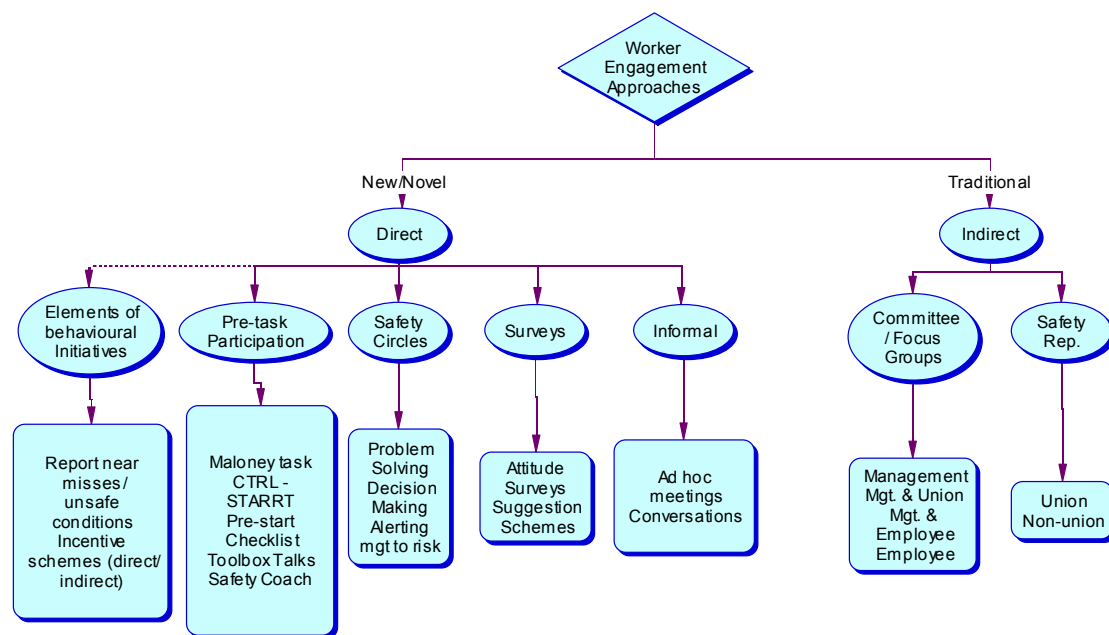 Worker
Engagement
Approaches
New/Novel
Traditional
Direct
Indirect
Elements of
behavioural
Initiatives
Pre-task
Participation
Safety
Circles
Surveys
Informal
Committee
/ Focus
Groups
Safety
Rep.
Report near
misses/
unsafe
conditions
Incentive
schemes (direct/
indirect)
Maloney task
CTRL -
STARRT
Pre-start
Checklist
Toolbox Talks
Safety Coach
Problem
Solving
Decision
Making
Alerting
mgt to risk
Attitude
Surveys
Suggestion
Schemes
Ad hoc
meetings
Conversations
Management
Mgt. & Union
Mgt. &
Employee
Employee
Union
Non-union